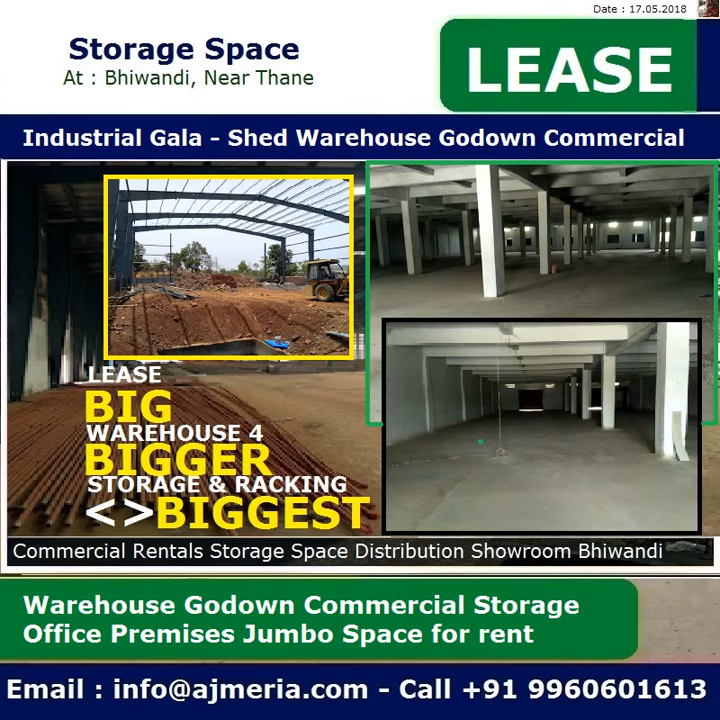 Date : 17.05.2018
Storage Space
At : Bhiwandi, Near Thane
LEASE
Industrial Gala - Shed Warehouse Godown Commercial
LEASE
BIG
WAREHOUSE 4
BIGGER
STORAGE & RACKING
<>BIGGEST
Commercial Rentals Storage Space Distribution Showroom Bhiwandi
Warehouse Godown Commercial Storage
Office Premises Jumbo Space for rent
Email : info@ajmeria.com - Call +91 9960601613